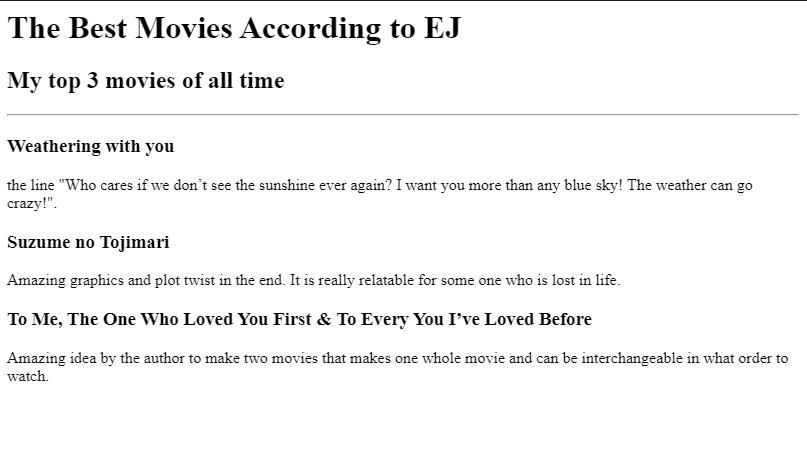 The Best Movies According to EJ
My top 3 movies of all time
Weathering with you
the line "Who cares if we don’t see the sunshine ever again? I want you more than any blue sky! The weather can go
crazy!".
Suzume no Tojimari
Amazing graphics and plot twist in the end. It is really relatable for some one who is lost in life.
To Me, The One Who Loved You First & To Every You I’ve Loved Before
Amazing idea by the author to make two movies that makes one whole movie and can be interchangeable in what order to
watch.